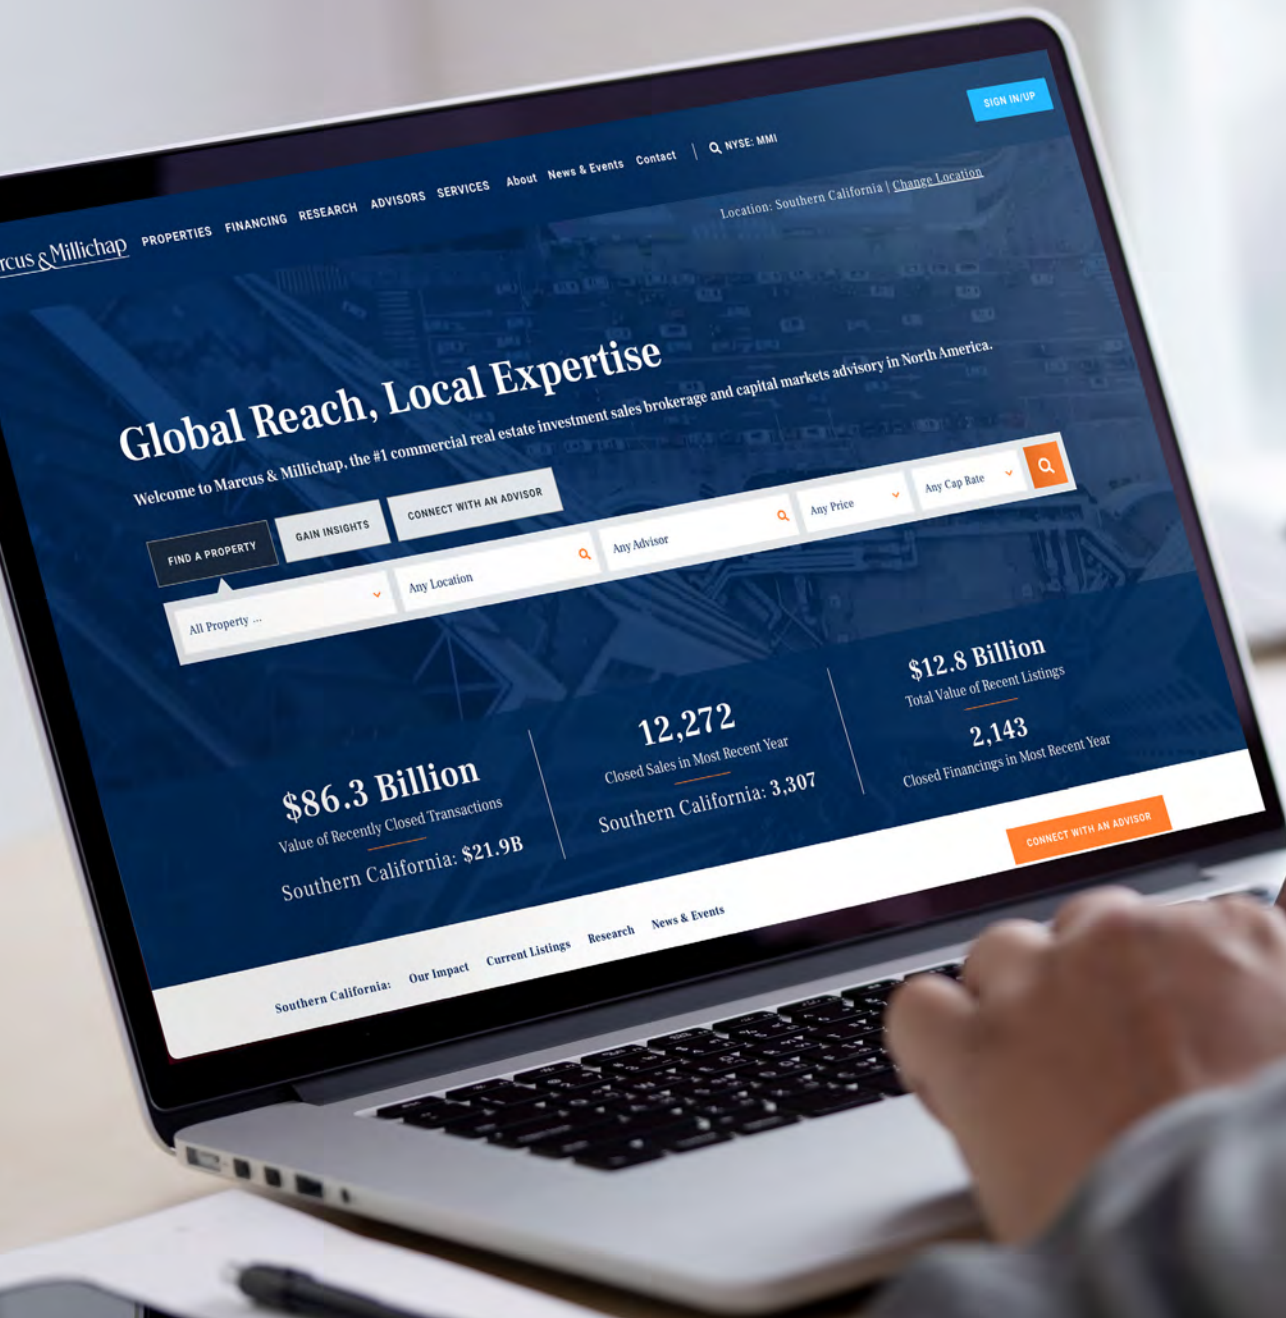 SIGN IN/UP
Millichap PROPERTIES FINANCING RESEARCH ADVISORS SERVICES About News & Events Contact NYSE: MMI
Location: Southern California | Change Location
Global Reach, Local Expertise
Welcome to Marcus & Millichap, the #1 commercial real estate investment sales brokerage and capital markets advisory in North America.
FIND A PROPERTY GAIN INSIGHTS CONNECT WITH AN ADVISOR
All Property ... Any Location Any Advisor Any Price Any Cap Rate
$86.3 Billion
Value of Recently Closed Transactions
Southern California: $21.9B
12,272
Closed Sales in Most Recent Year
Southern California: 3,307
$12.8 Billion
Total Value of Recent Listings
2,143
Closed Financings in Most Recent Year
CONNECT WITH AN ADVISOR
Southern California: Our Impact Current Listings Research News & Events